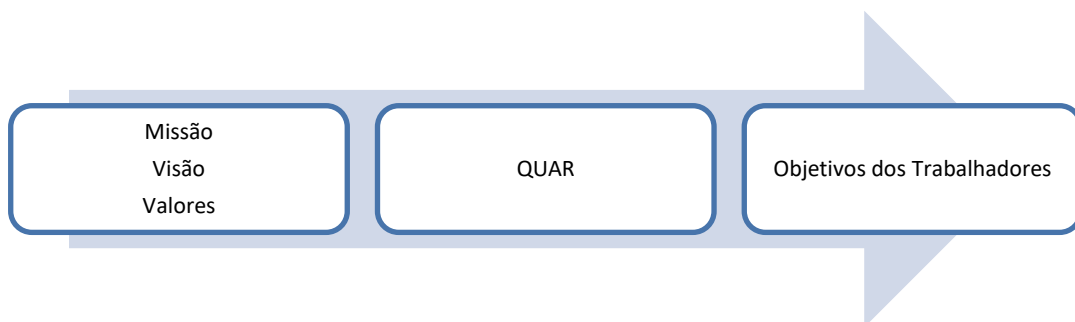 Missão
Visão
Valores
QUAR
Objetivos dos Trabalhadores